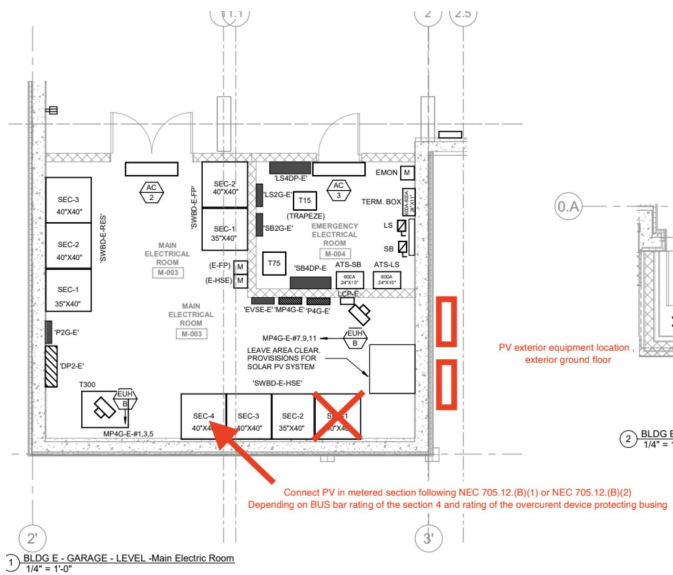 1.1
2
2.5
'LS4DP-E'
EMON
M
SEC-3
40"X40"
AC
2
SEC-2
40"X40"
'LS2G-E'
T15
(TRAPEZE)
AC
3
TERM. BOX
0.A
'SWBD-E-RES'
'SWBD-E-FP'
SEC-2
40"X40"
SEC-1
35"X40"
'SB2G-E'
EMERGENCY
ELECTRICAL
ROOM
M-004
LS
SB
MAIN
ELECTRICAL
ROOM
M-003
SEC-1
35"X40"
(E-FP)
M
(E-HSE)
M
T75
'SB4DP-E
ATS-SB
600A
24"X10"
ATS-LS
600A
24"X10"
LCP-E
MAIN
ELECTRICAL
ROOM
M-003
'EVSE-E'
'MP4G-E'
'P4G-E'
'P2G-E'
'DP2-E'
MP4G-E-#7,9,11
EUH
B
LEAVE AREA CLEAR.
PROVISIONS FOR
SOLAR PV SYSTEM
PV exterior equipment location ,
exterior ground floor
'SWBD-E-HSE'
T300
EUH
B
MP4G-E-#1,3,5
SEC-4
40"X40"
SEC-3
40"X40"
SEC-2
35"X40"
Connect PV in metered section following NEC 705.12.(B)(1) or NEC 705.12.(B)(2)
Depending on BUS bar rating of the section 4 and rating of the overcurent device protecting busing
2'
3'
1 BLDG E - GARAGE - LEVEL -Main Electric Room
1/4" = 1'-0"
2 BLDG E
1/4" =